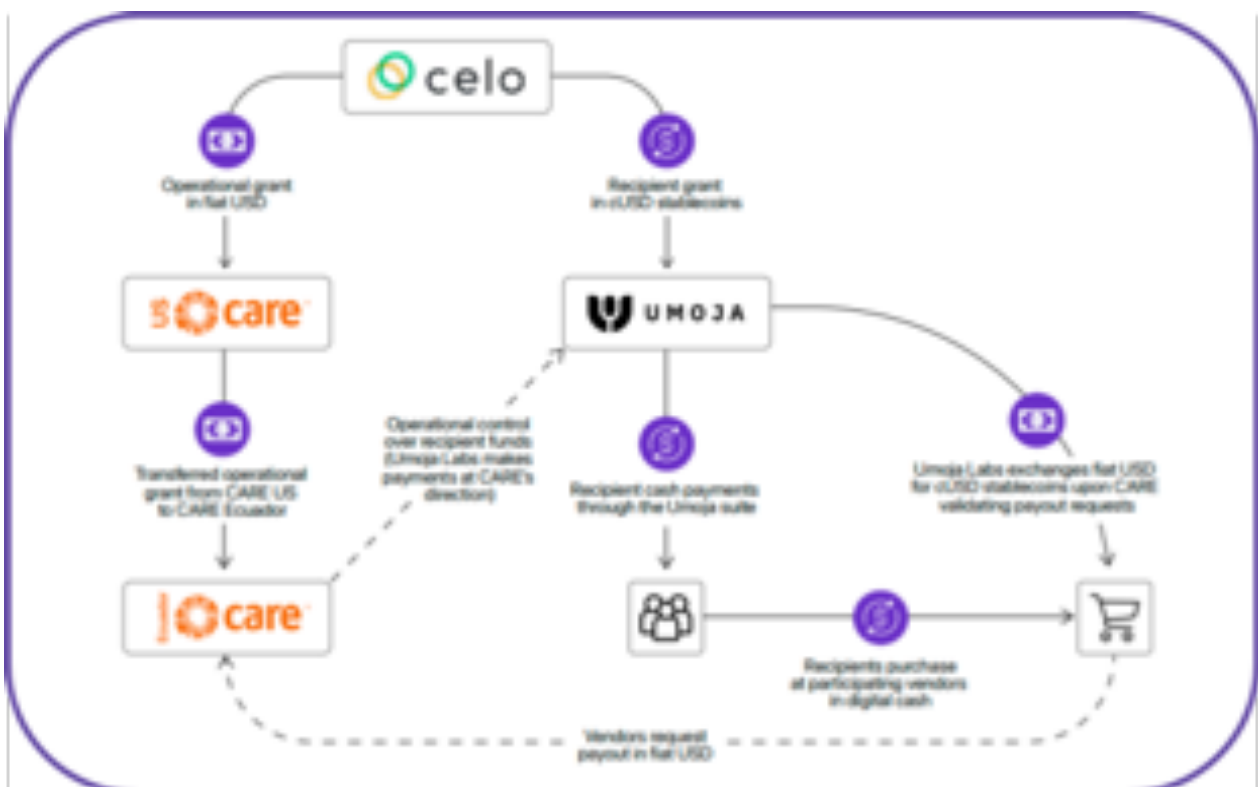 celo
Operational grant
in fiat USD
Recipient grant
in cUSD stablecoins
US care
UMOJA
Operational control
over recipient funds
(Umoja Labs makes
payments at CARE's
direction)
Transferred operational
grant from CARE US
to CARE Ecuador
Recipient cash payments
through the Umoja suite
Umoja Labs exchanges fiat USD
for cUSD stablecoins upon CARE
validating payout requests
Ecuador care
Recipients purchase
at participating vendors
in digital cash
Vendors request
payout in fiat USD